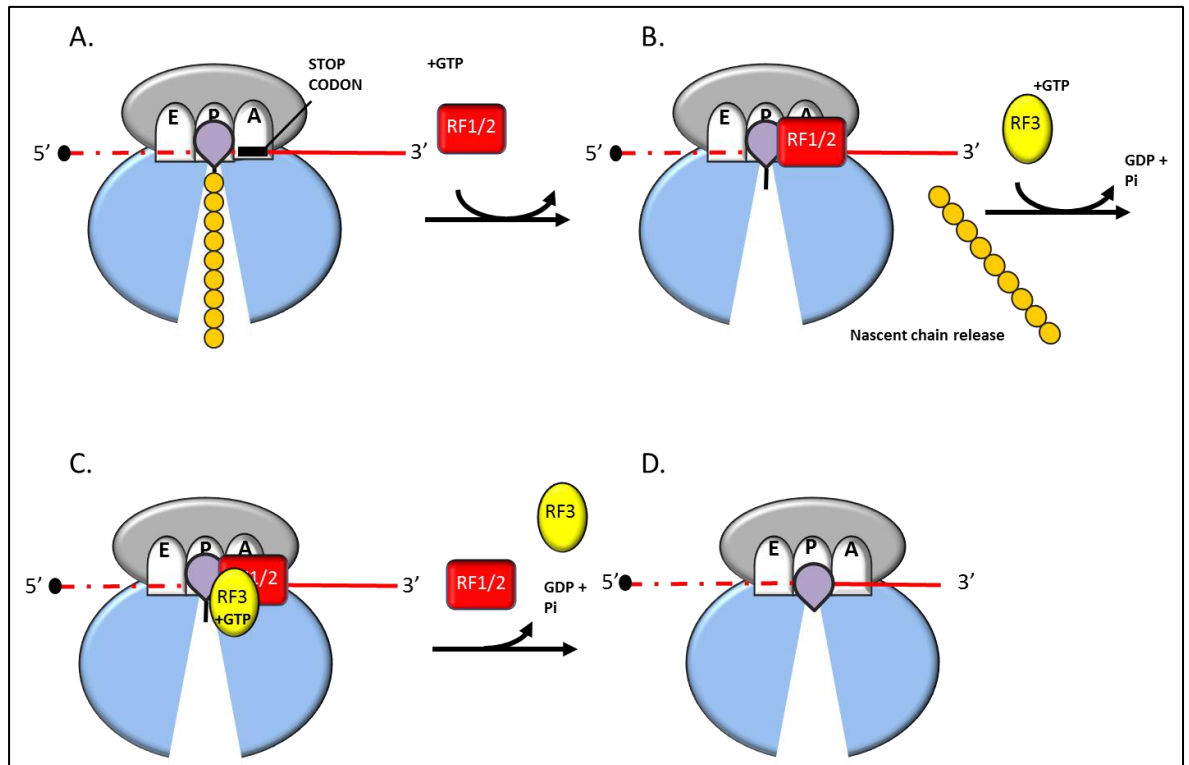 A.
STOP
CODON
E P A
5’
3’
+GTP
RF1/2
B.
E P A
RF1/2
5’
3’
+GTP
RF3
GDP +
Pi
Nascent chain release
C.
E P A
RF3
+GTP
5’
3’
RF3
RF1/2
GDP +
Pi
D.
E P A
5’
3’